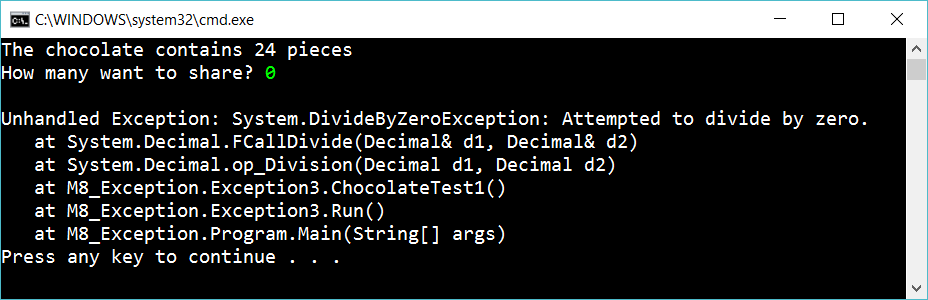 C:\WINDOWS\system32\cmd.exe
The chocolate contains 24 pieces
How many want to share? 0
Unhandled Exception: System.DivideByZeroException: Attempted to divide by zero.
at System.Decimal.FCallDivide(Decimal& d1, Decimal& d2)
at System.Decimal.op_Division(Decimal d1, Decimal d2)
at M8_Exception.Exception3.ChocolateTest1()
at M8_Exception.Exception3.Run()
at M8_Exception.Program.Main(String[] args)
Press any key to continue . . .